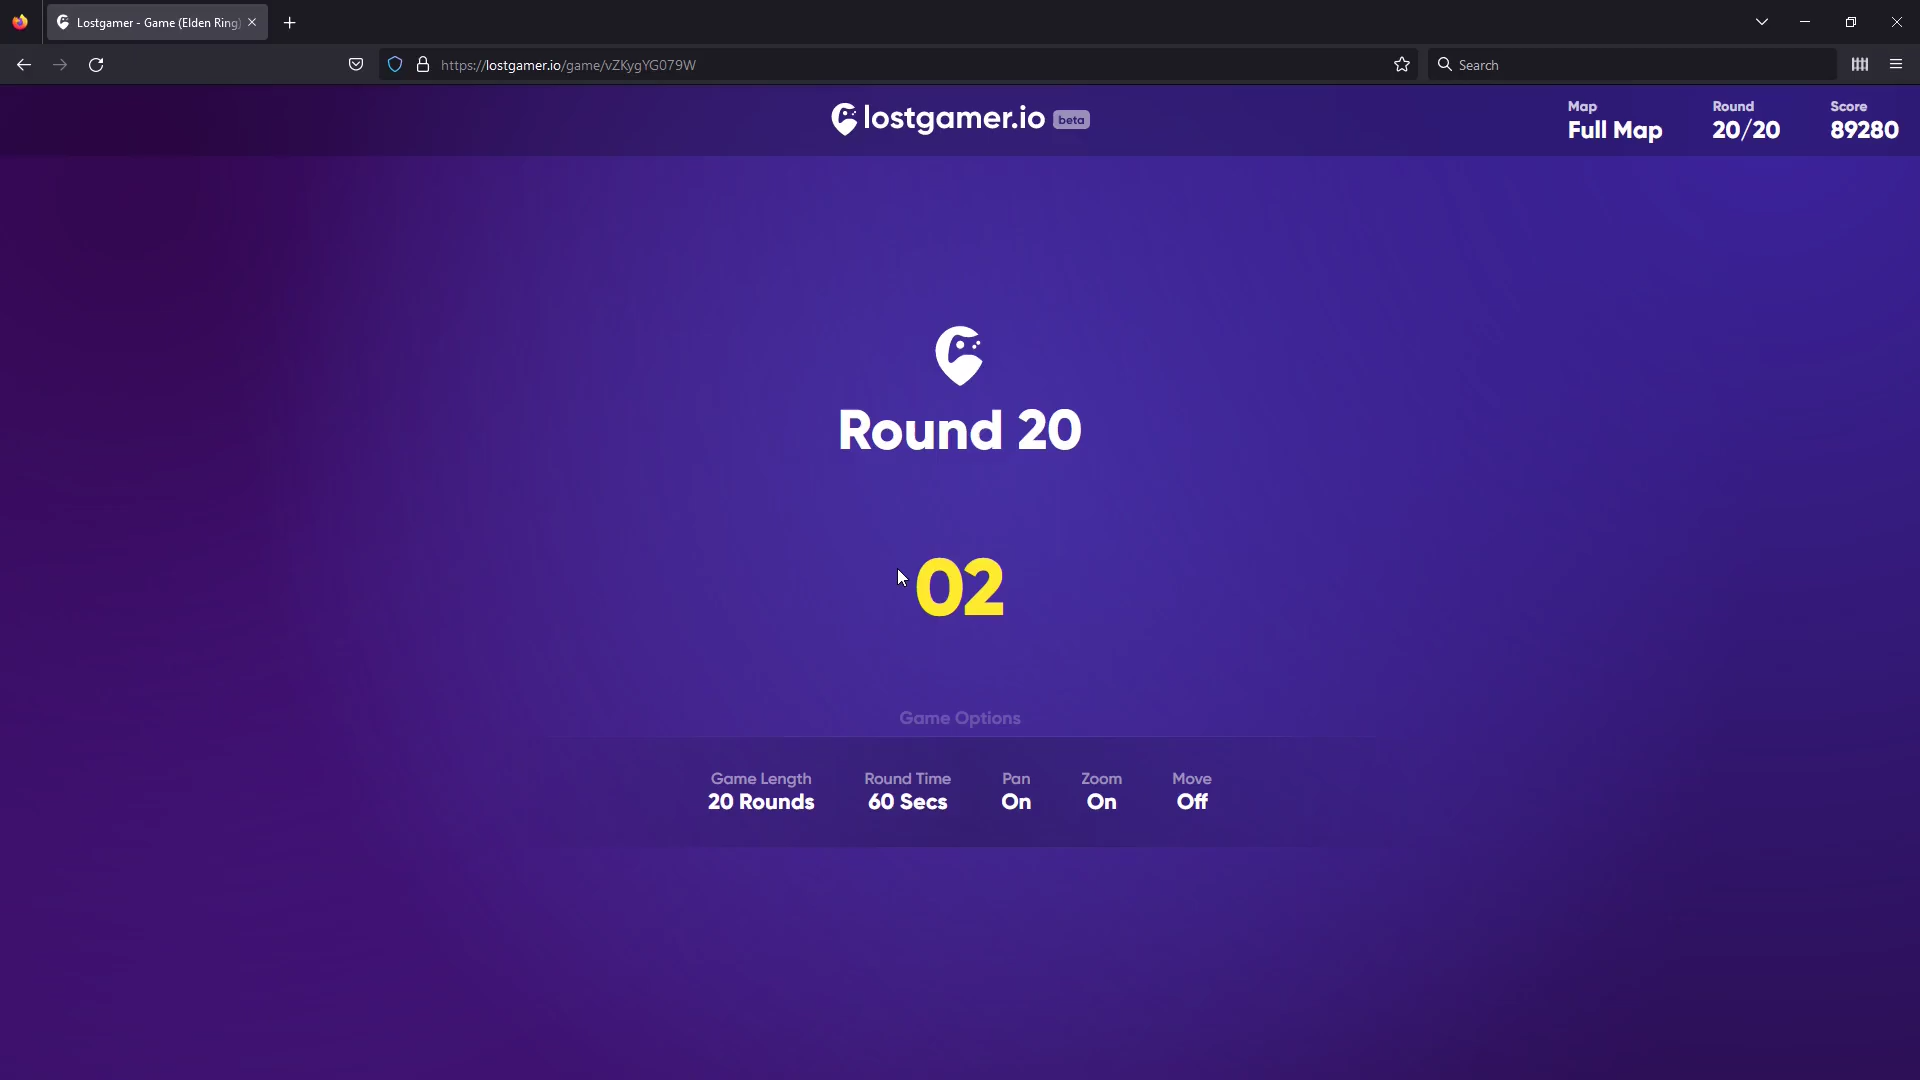 Lostgamer - Game (Elden Ring)
https://lostgamer.io/game/vZKygYG079W
Search
lostgamer.io beta
Map
Full Map
Round
20/20
Score
89280
Round 20
02
Game Options
Game Length
20 Rounds
Round Time
60 Secs
Pan
On
Zoom
On
Move
Off